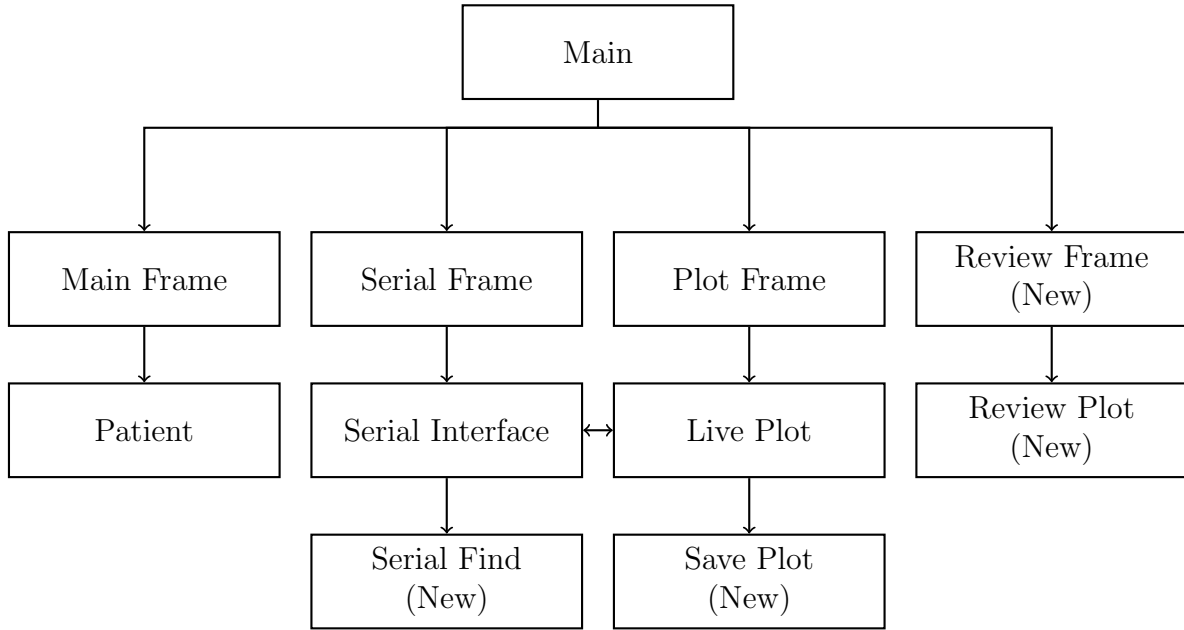 Main
Main Frame
Serial Frame
Plot Frame
Review Frame
(New)
Patient
Serial Interface
Live Plot
Review Plot
(New)
Serial Find
(New)
Save Plot
(New)